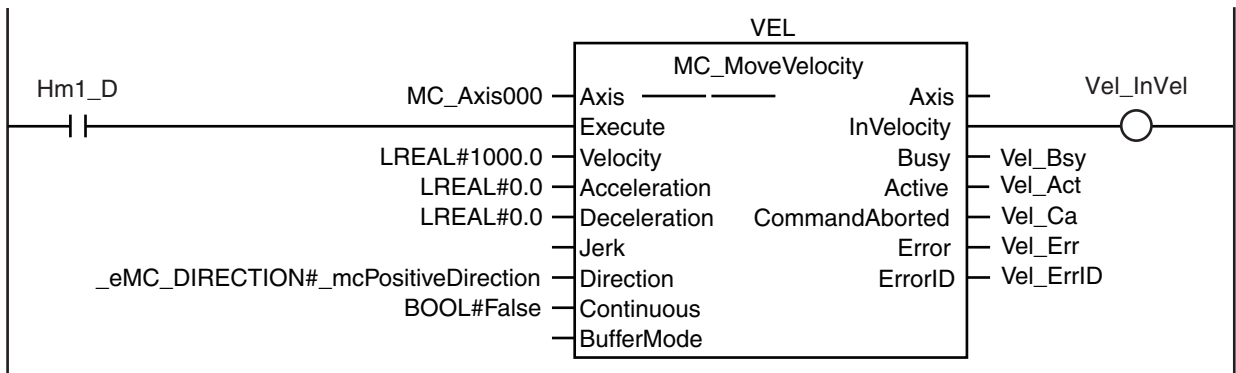 VEL
MC_MoveVelocity
Hm1_D
MC_Axis000 Axis Axis Vel_InVel
Execute InVelocity
LREAL#1000.0 Velocity Busy Vel_Bsy
LREAL#0.0 Acceleration Active Vel_Act
LREAL#0.0 Deceleration CommandAborted Vel_Ca
Jerk Error Vel_Err
_eMC_DIRECTION#_mcPositiveDirection Direction ErrorID Vel_ErrID
BOOL#False Continuous
BufferMode